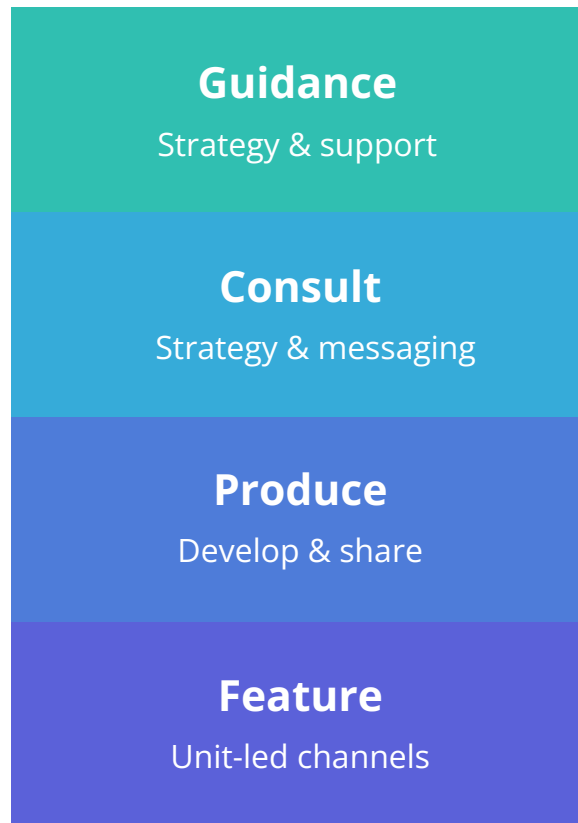 Guidance
Strategy & support
Consult
Strategy & messaging
Produce
Develop & share
Feature
Unit-led channels